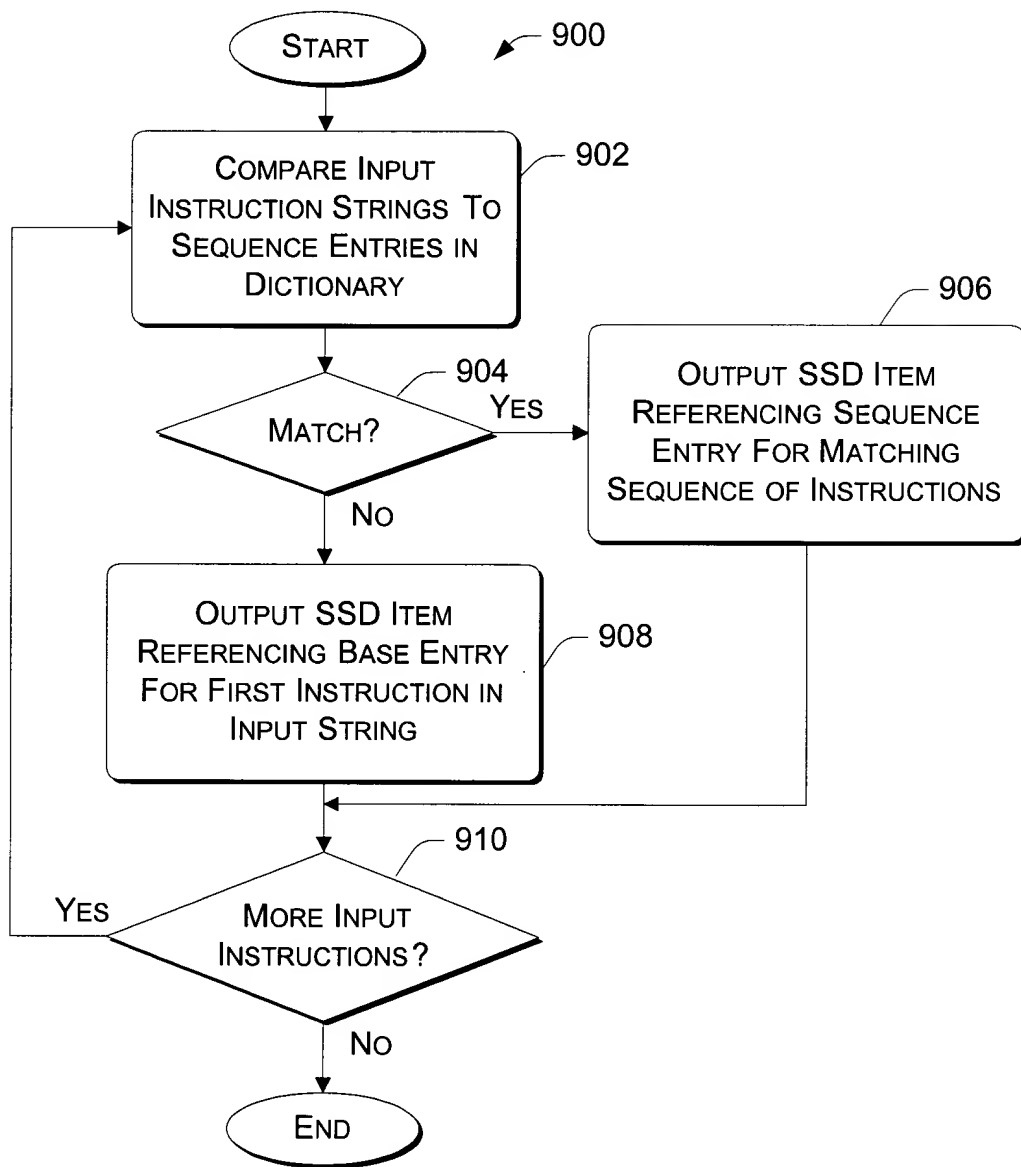 START
900
902
COMPARE INPUT
INSTRUCTION STRINGS TO
SEQUENCE ENTRIES IN
DICTIONARY
904
MATCH?
YES
906
OUTPUT SSD ITEM
REFERENCING SEQUENCE
ENTRY FOR MATCHING
SEQUENCE OF INSTRUCTIONS
NO
908
OUTPUT SSD ITEM
REFERENCING BASE ENTRY
FOR FIRST INSTRUCTION IN
INPUT STRING
910
YES
MORE INPUT
INSTRUCTIONS?
NO
END